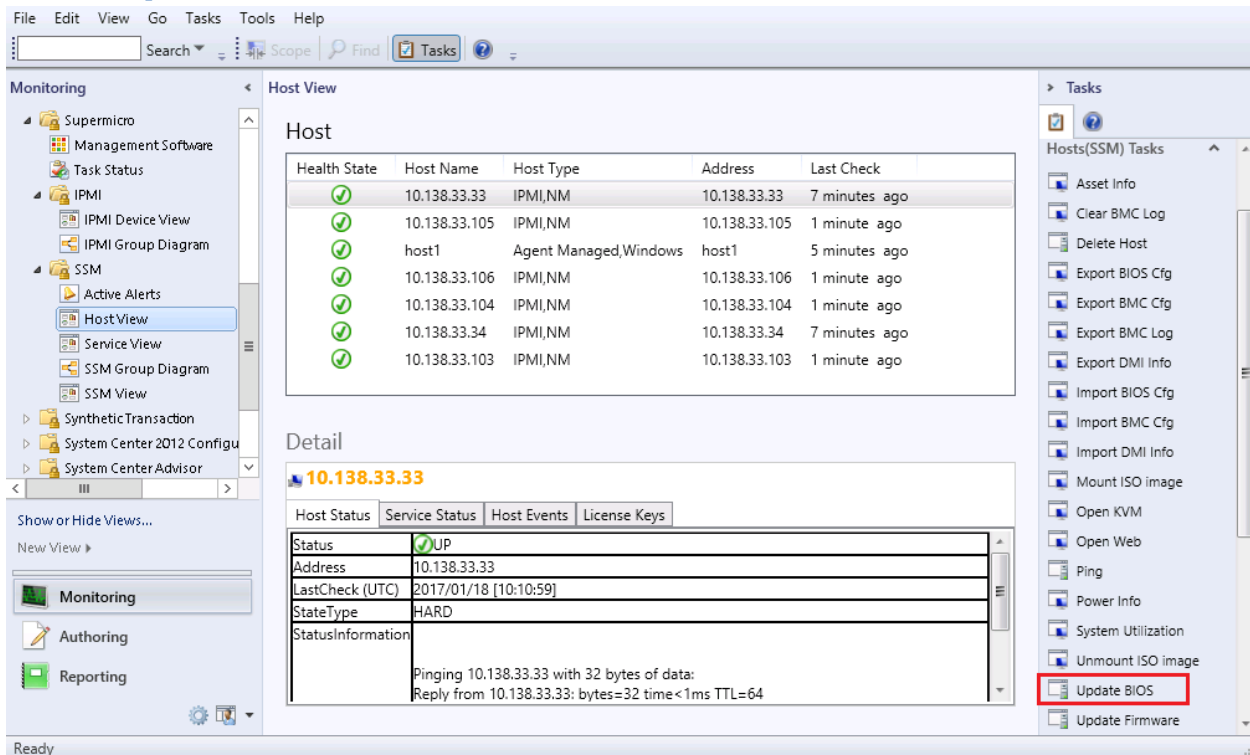 File Edit View Go Tasks Tools Help
Search Scope Find Tasks
Monitoring
Supermicro
Management Software
Task Status
IPMI
IPMI Device View
IPMI Group Diagram
SSM
Active Alerts
Host View
Service View
SSM Group Diagram
SSM View
Synthetic Transaction
System Center 2012 Configu
System Center Advisor
Show or Hide Views...
New View
Monitoring
Authoring
Reporting
Host View
Host
Health State Host Name Host Type Address Last Check
10.138.33.33 IPMI,NM 10.138.33.33 7 minutes ago
10.138.33.105 IPMI,NM 10.138.33.105 1 minute ago
host1 Agent Managed,Windows host1 5 minutes ago
10.138.33.106 IPMI,NM 10.138.33.106 1 minute ago
10.138.33.104 IPMI,NM 10.138.33.104 1 minute ago
10.138.33.34 IPMI,NM 10.138.33.34 7 minutes ago
10.138.33.103 IPMI,NM 10.138.33.103 1 minute ago
Detail
10.138.33.33
Host Status Service Status Host Events License Keys
Status UP
Address 10.138.33.33
LastCheck (UTC) 2017/01/18 [10:10:59]
StateType HARD
StatusInformation
Pinging 10.138.33.33 with 32 bytes of data:
Reply from 10.138.33.33: bytes=32 time<1ms TTL=64
Tasks
Hosts(SSM) Tasks
Asset Info
Clear BMC Log
Delete Host
Export BIOS Cfg
Export BMC Cfg
Export BMC Log
Export DMI Info
Import BIOS Cfg
Import BMC Cfg
Import DMI Info
Mount ISO image
Open KVM
Open Web
Ping
Power Info
System Utilization
Unmount ISO image
Update BIOS
Update Firmware
Ready